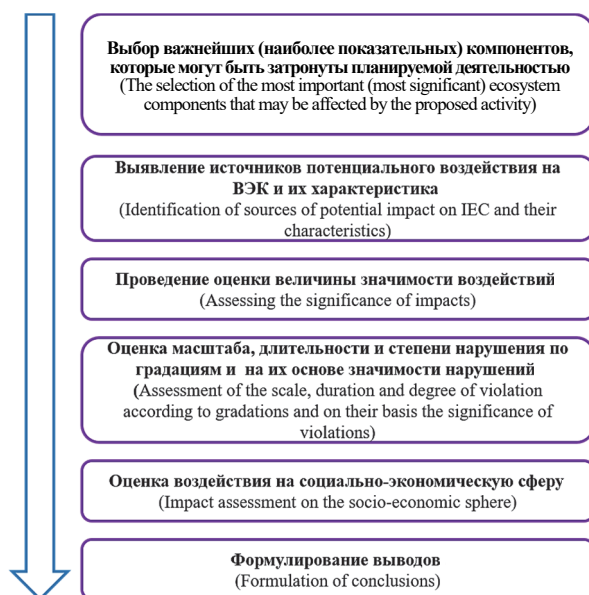 Выбор важнейших (наиболее показательных) компонентов,
которые могут быть затронуты планируемой деятельностью
(The selection of the most important (most significant) ecosystem
components that may be affected by the proposed activity)
Выявление источников потенциального воздействия на
ВЭК и их характеристика
(Identification of sources of potential impact on IEC and their
characteristics)
Проведение оценки величины значимости воздействий
(Assessing the significance of impacts)
Оценка масштаба, длительности и степени нарушения по
градациям и на их основе значимости нарушений
(Assessment of the scale, duration and degree of violation
according to gradations and on their basis the significance of
violations)
Оценка воздействия на социально-экономическую сферу
(Impact assessment on the socio-economic sphere)
Формулирование выводов
(Formulation of conclusions)